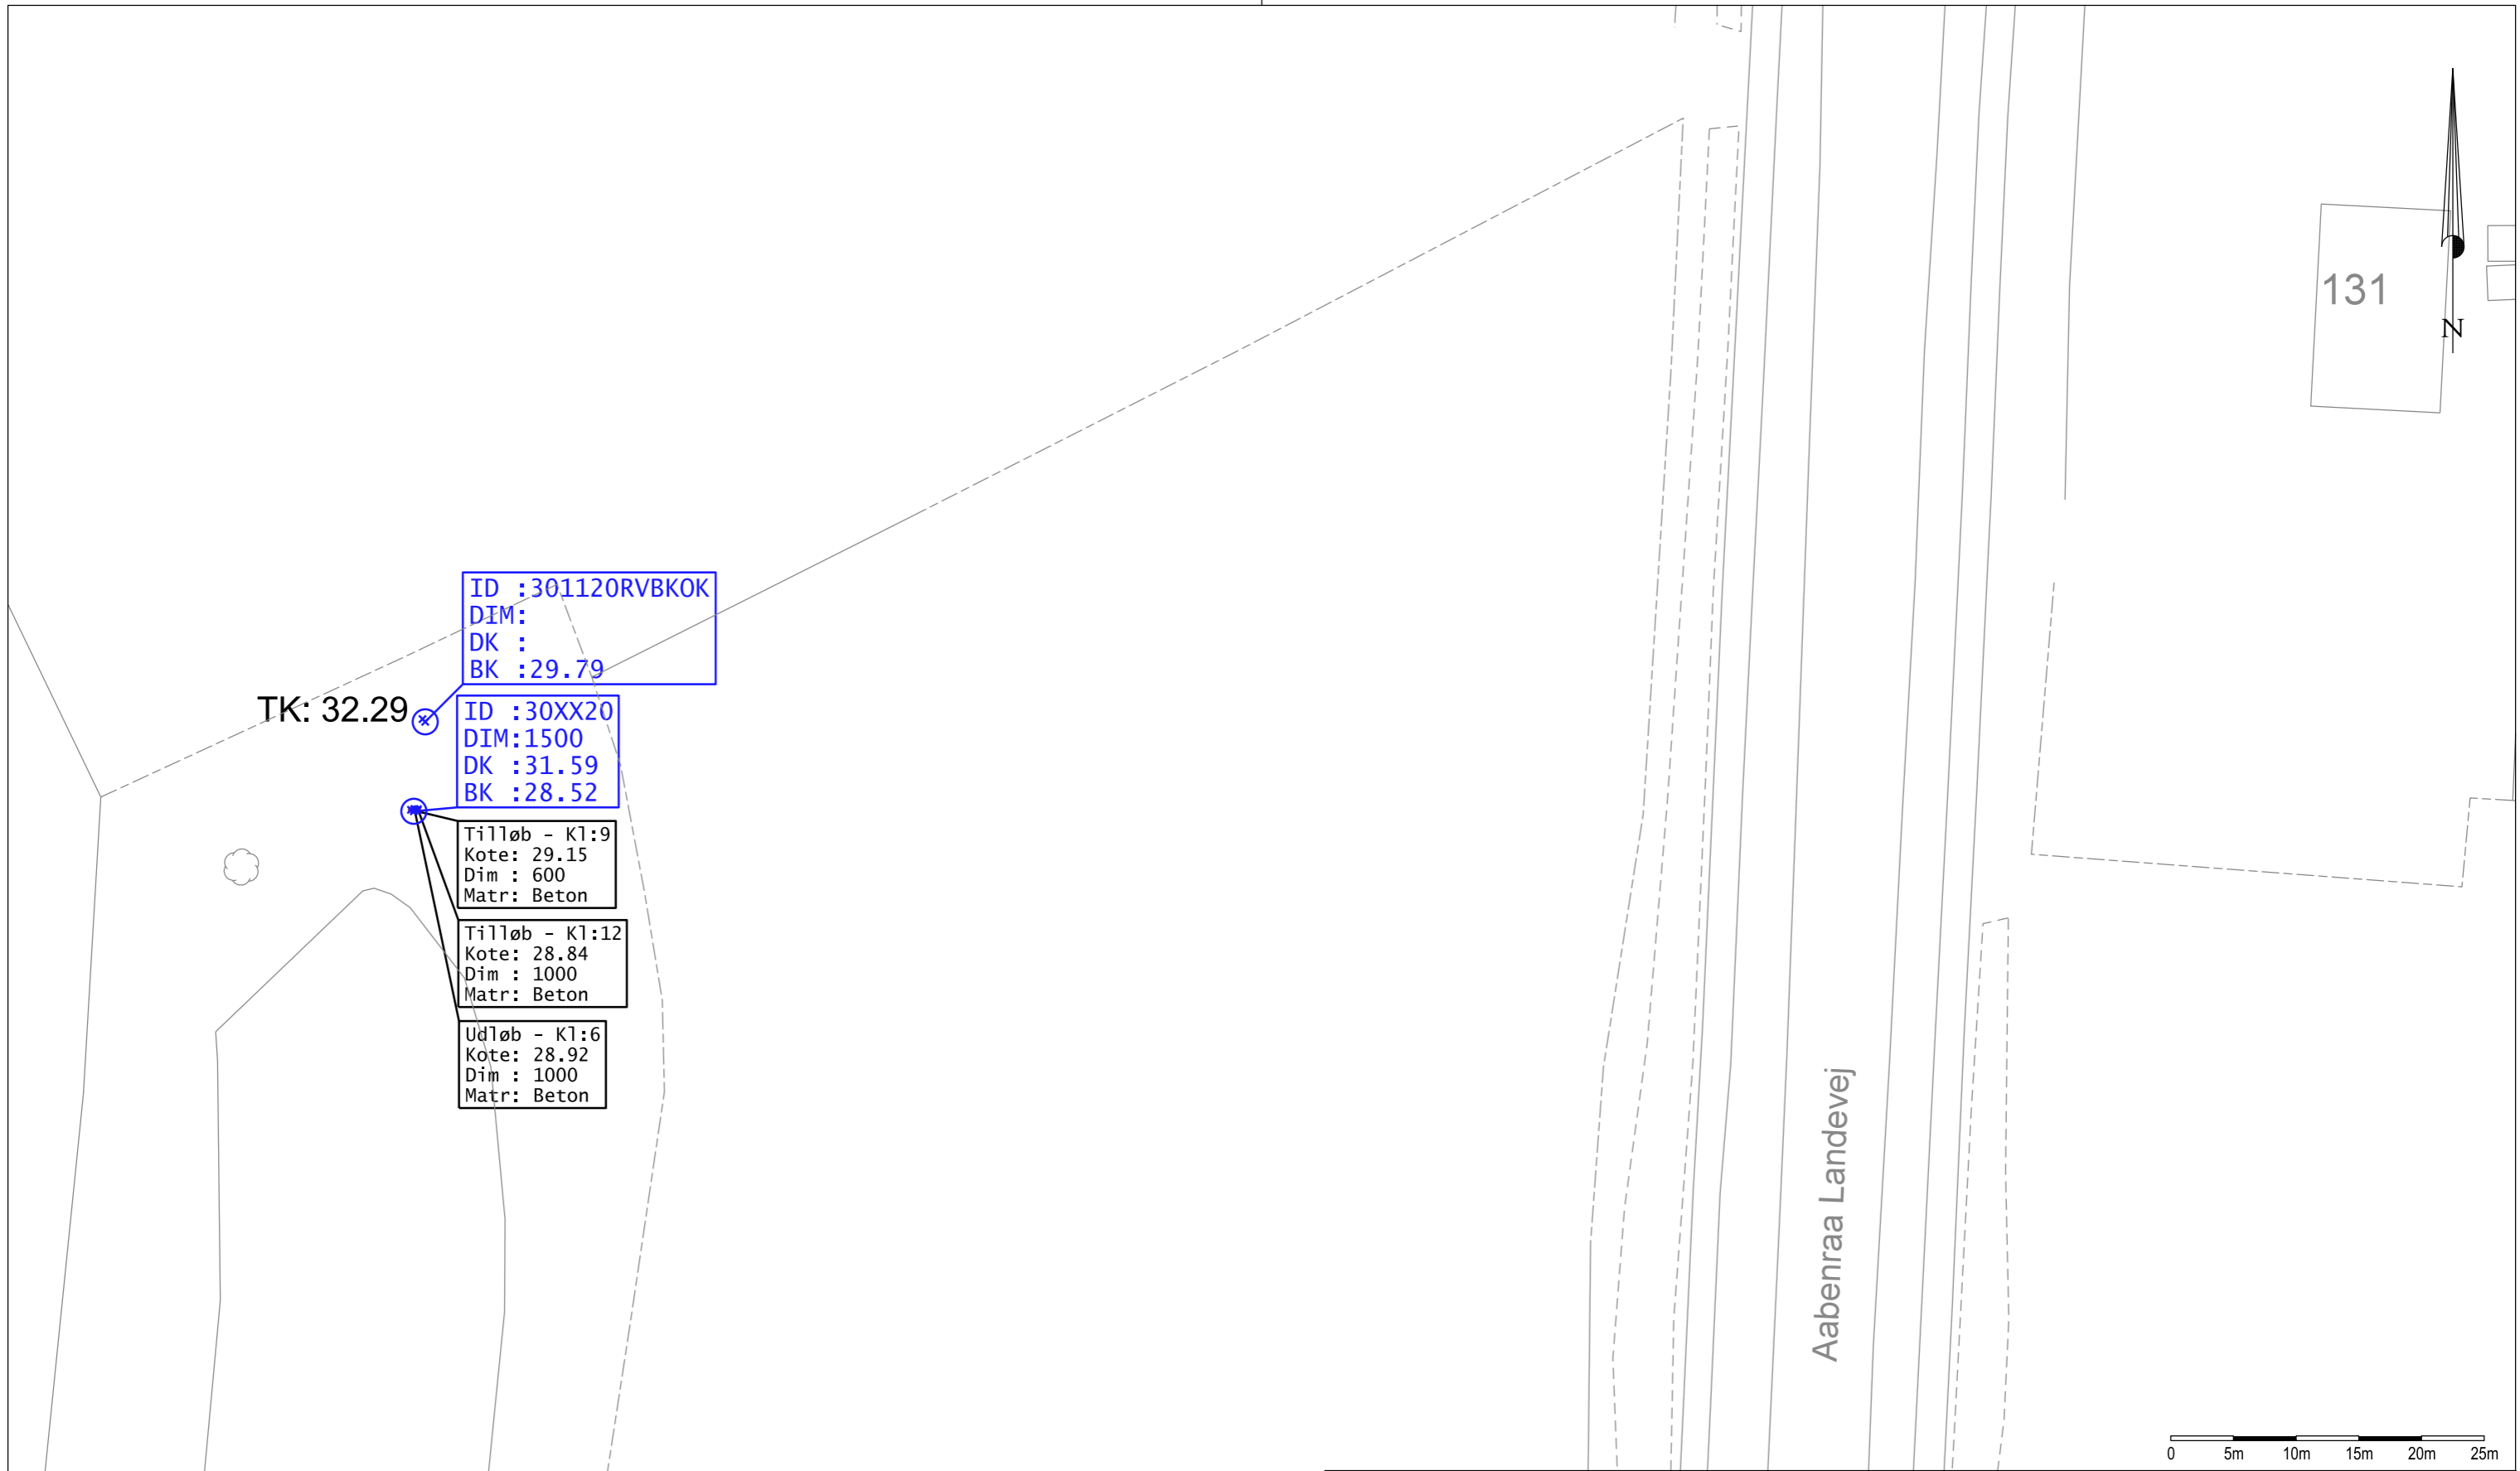 131
N
ID :301120RVBKOK
DIM:
DK :
BK :29.79
TK: 32.29
ID :30XX20
DIM:1500
DK :31.59
BK :28.52
Tilløb - Kl:9
Kote: 29.15
Dim : 600
Matr: Beton
Tilløb - Kl:12
Kote: 28.84
Dim : 1000
Matr: Beton
Udløb - Kl:6
Kote: 28.92
Dim : 1000
Matr: Beton
Aabenraa Landevej
0 5m 10m 15m 20m 25m